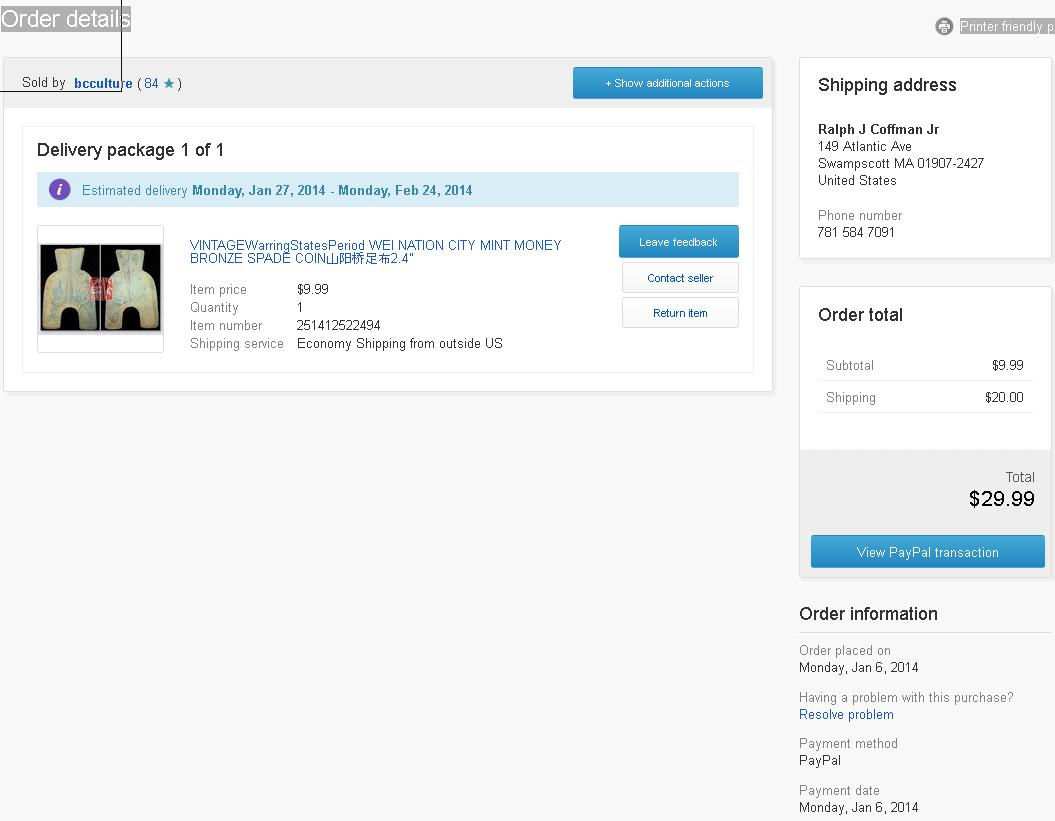 Order details
Printer friendly p
Sold by bcculture ( 84 ★ )
+ Show additional actions
Delivery package 1 of 1
Estimated delivery Monday, Jan 27, 2014 - Monday, Feb 24, 2014
VINTAGEWarringStatesPeriod WEI NATION CITY MINT MONEY
BRONZE SPADE COIN山阳桥足布2.4"
Item price $9.99
Quantity 1
Item number 251412522494
Shipping service Economy Shipping from outside US
Leave feedback
Contact seller
Return item
Shipping address
Ralph J Coffman Jr
149 Atlantic Ave
Swampscott MA 01907-2427
United States
Phone number
781 584 7091
Order total
Subtotal $9.99
Shipping $20.00
Total
$29.99
View PayPal transaction
Order information
Order placed on
Monday, Jan 6, 2014
Having a problem with this purchase?
Resolve problem
Payment method
PayPal
Payment date
Monday, Jan 6, 2014